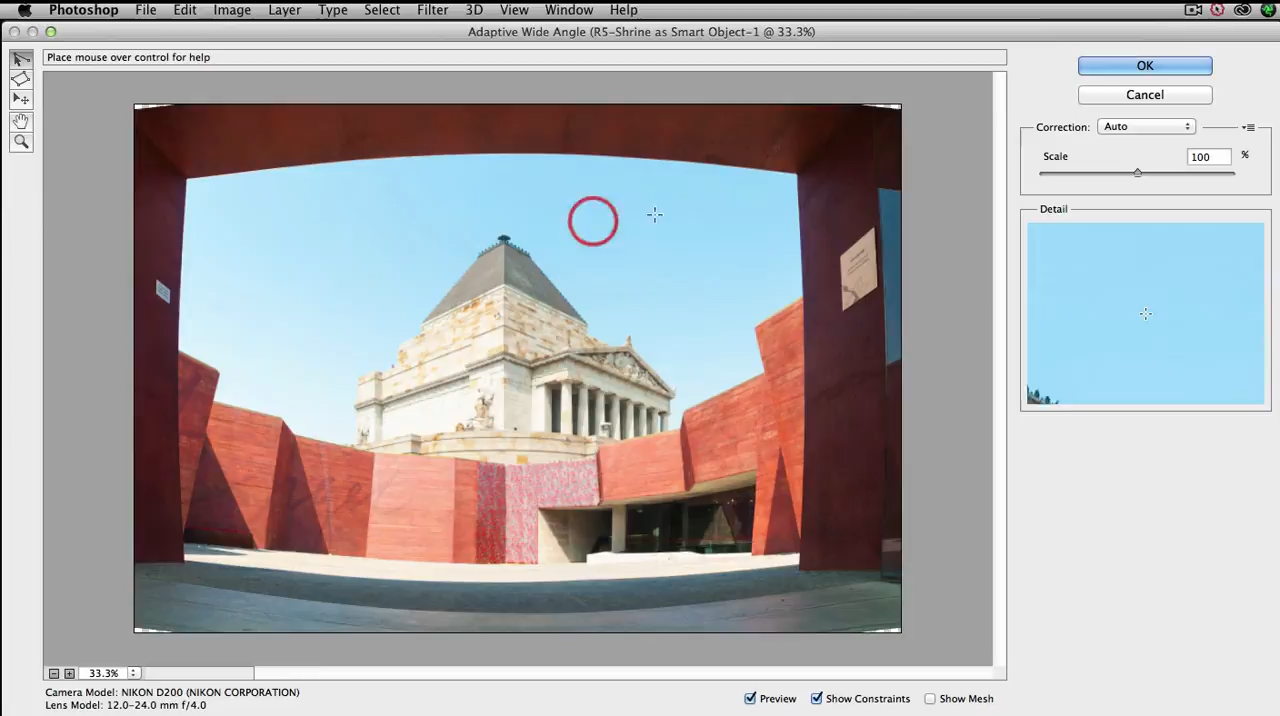 Photoshop File Edit Image Layer Type Select Filter 3D View Window Help
Adaptive Wide Angle (R5-Shrine as Smart Object-1 @ 33.3%)
Place mouse over control for help
OK
Cancel
Correction: Auto
Scale 100 %
Detail
33.3%
Camera Model: NIKON D200 (NIKON CORPORATION)
Lens Model: 12.0-24.0 mm f/4.0
Preview Show Constraints Show Mesh